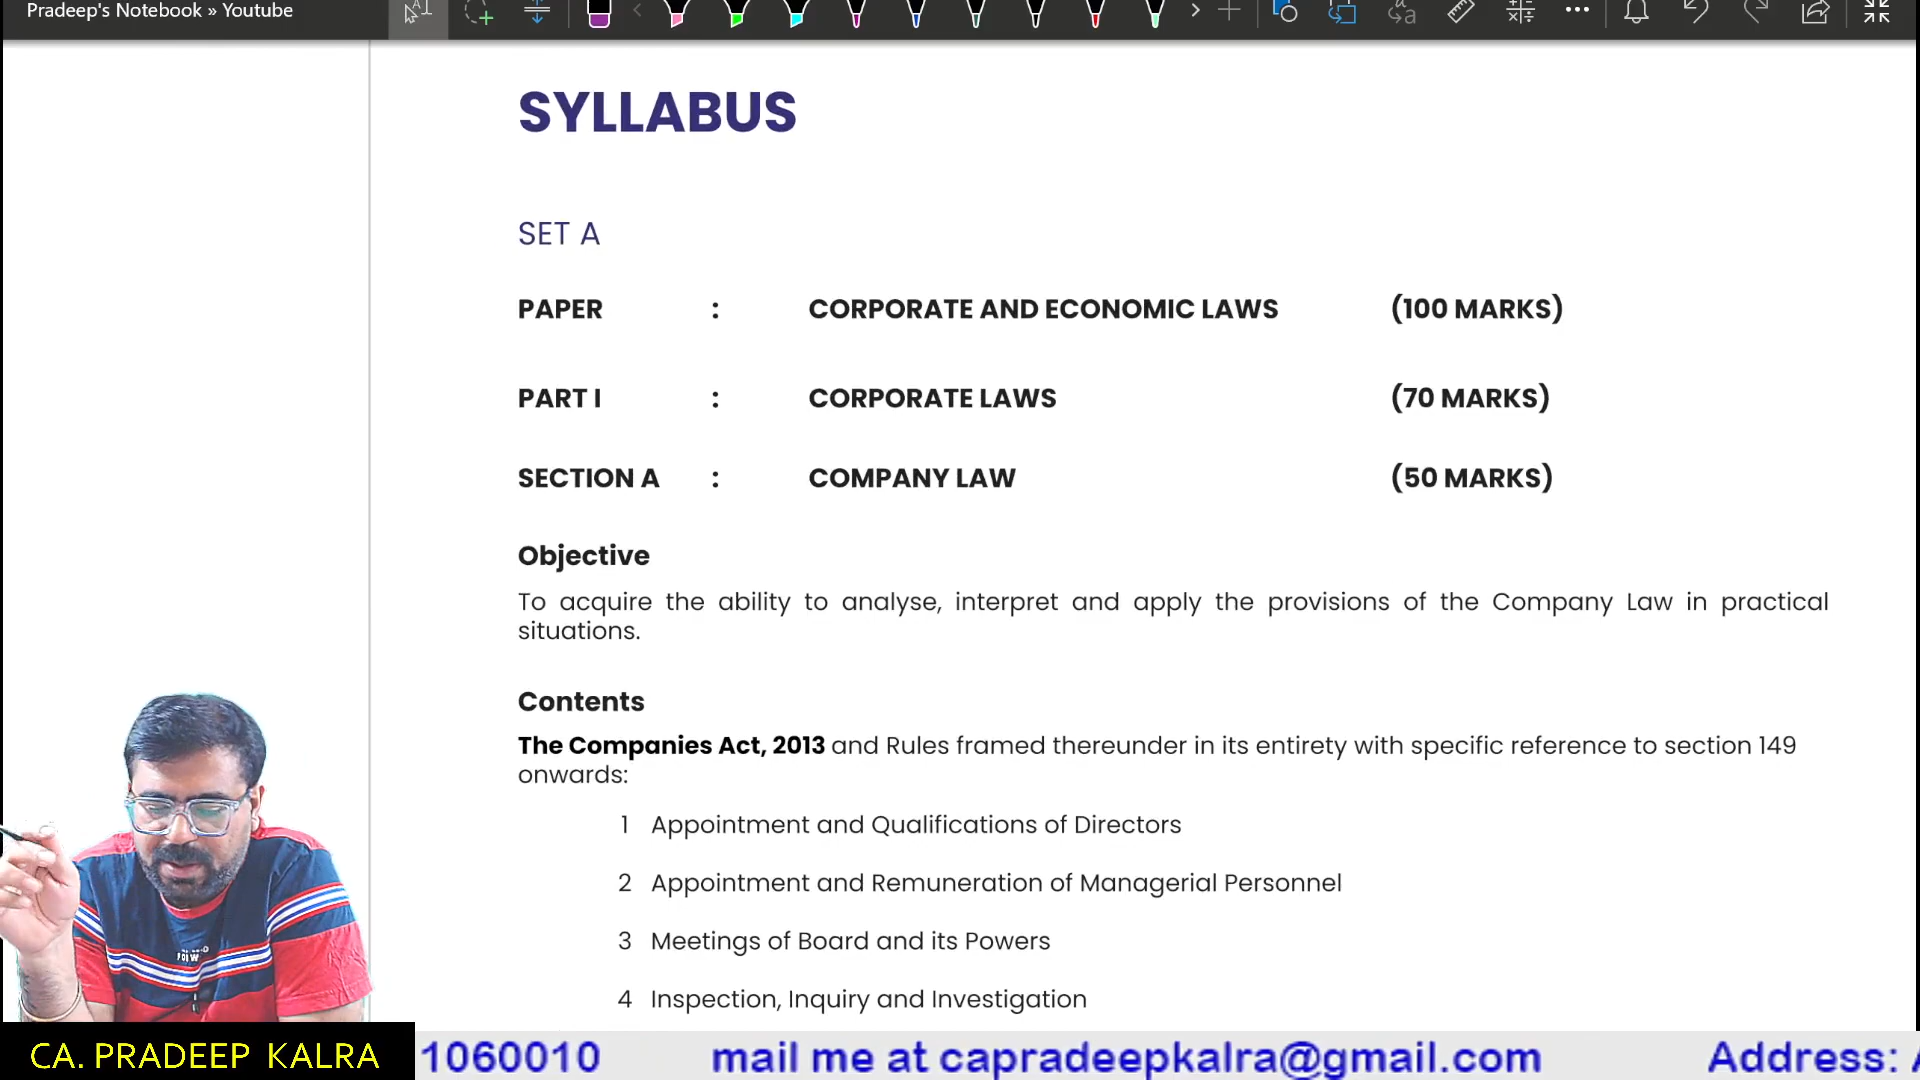 Pradeep's Notebook » Youtube
SYLLABUS
SET A
PAPER : CORPORATE AND ECONOMIC LAWS (100 MARKS)
PART I : CORPORATE LAWS (70 MARKS)
SECTION A : COMPANY LAW (50 MARKS)
Objective
To acquire the ability to analyse, interpret and apply the provisions of the Company Law in practical
situations.
Contents
The Companies Act, 2013 and Rules framed thereunder in its entirety with specific reference to section 149
onwards:
1 Appointment and Qualifications of Directors
2 Appointment and Remuneration of Managerial Personnel
3 Meetings of Board and its Powers
4 Inspection, Inquiry and Investigation
CA. PRADEEP KALRA
1060010 mail me at capradeepkalra@gmail.com Address: